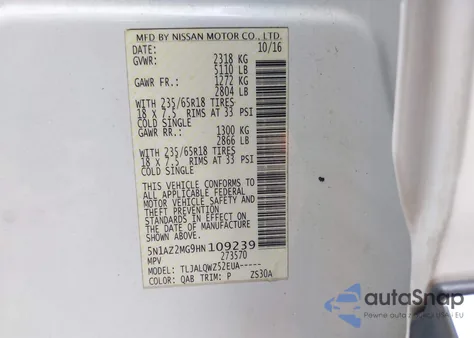 MFD BY NISSAN MOTOR CO., LTD.
DATE: 10/16
GVWR: 2318 KG
5110 LB
GAWR FR.: 1272 KG
2804 LB
WITH 235/65R18 TIRES
18 X 7.5 RIMS AT 33 PSI
COLD SINGLE
GAWR RR.: 1300 KG
2866 LB
WITH 235/65R18 TIRES
18 X 7.5 RIMS AT 33 PSI
COLD SINGLE
THIS VEHICLE CONFORMS TO
ALL APPLICABLE FEDERAL
MOTOR VEHICLE SAFETY AND
THEFT PREVENTION
STANDARDS IN EFFECT ON
THE DATE OF MANUFACTURE
SHOWN ABOVE.
5N1AZ2MG9HN109239
MPV 273570
MODEL: TLJALQWZ52EUA-----
COLOR: QAB TRIM: P ZS30A
autoSnap
Pewne auta z USA i EU